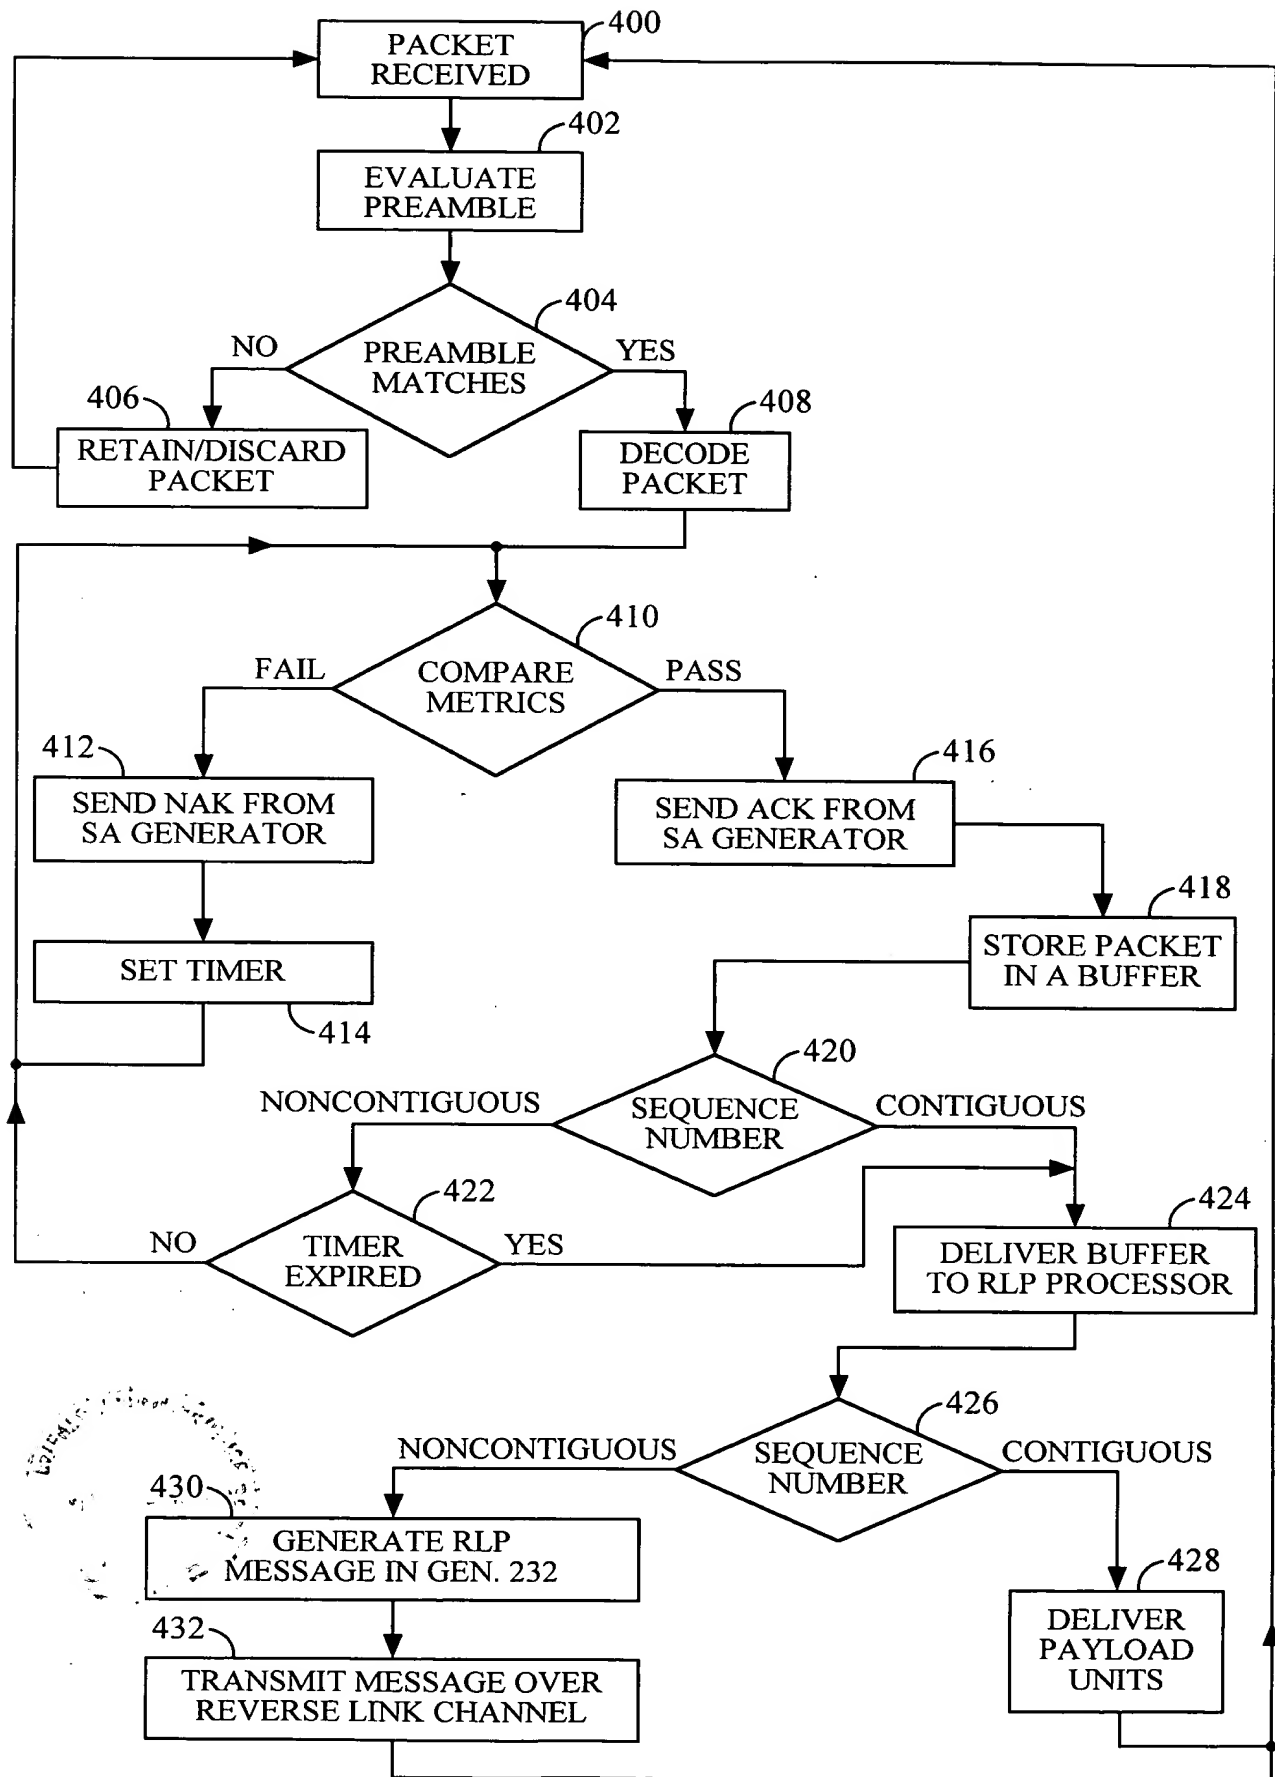 400
PACKET
RECEIVED
402
EVALUATE
PREAMBLE
404
NO
PREAMBLE
MATCHES
YES
406
RETAIN/DISCARD
PACKET
408
DECODE
PACKET
410
FAIL
COMPARE
METRICS
PASS
412
SEND NAK FROM
SA GENERATOR
416
SEND ACK FROM
SA GENERATOR
418
STORE PACKET
IN A BUFFER
SET TIMER
414
420
NONCONTIGUOUS
SEQUENCE
NUMBER
CONTIGUOUS
422
NO
TIMER
EXPIRED
YES
424
DELIVER BUFFER
TO RLP PROCESSOR
426
NONCONTIGUOUS
SEQUENCE
NUMBER
CONTIGUOUS
430
GENERATE RLP
MESSAGE IN GEN. 232
428
DELIVER
PAYLOAD
UNITS
432
TRANSMIT MESSAGE OVER
REVERSE LINK CHANNEL